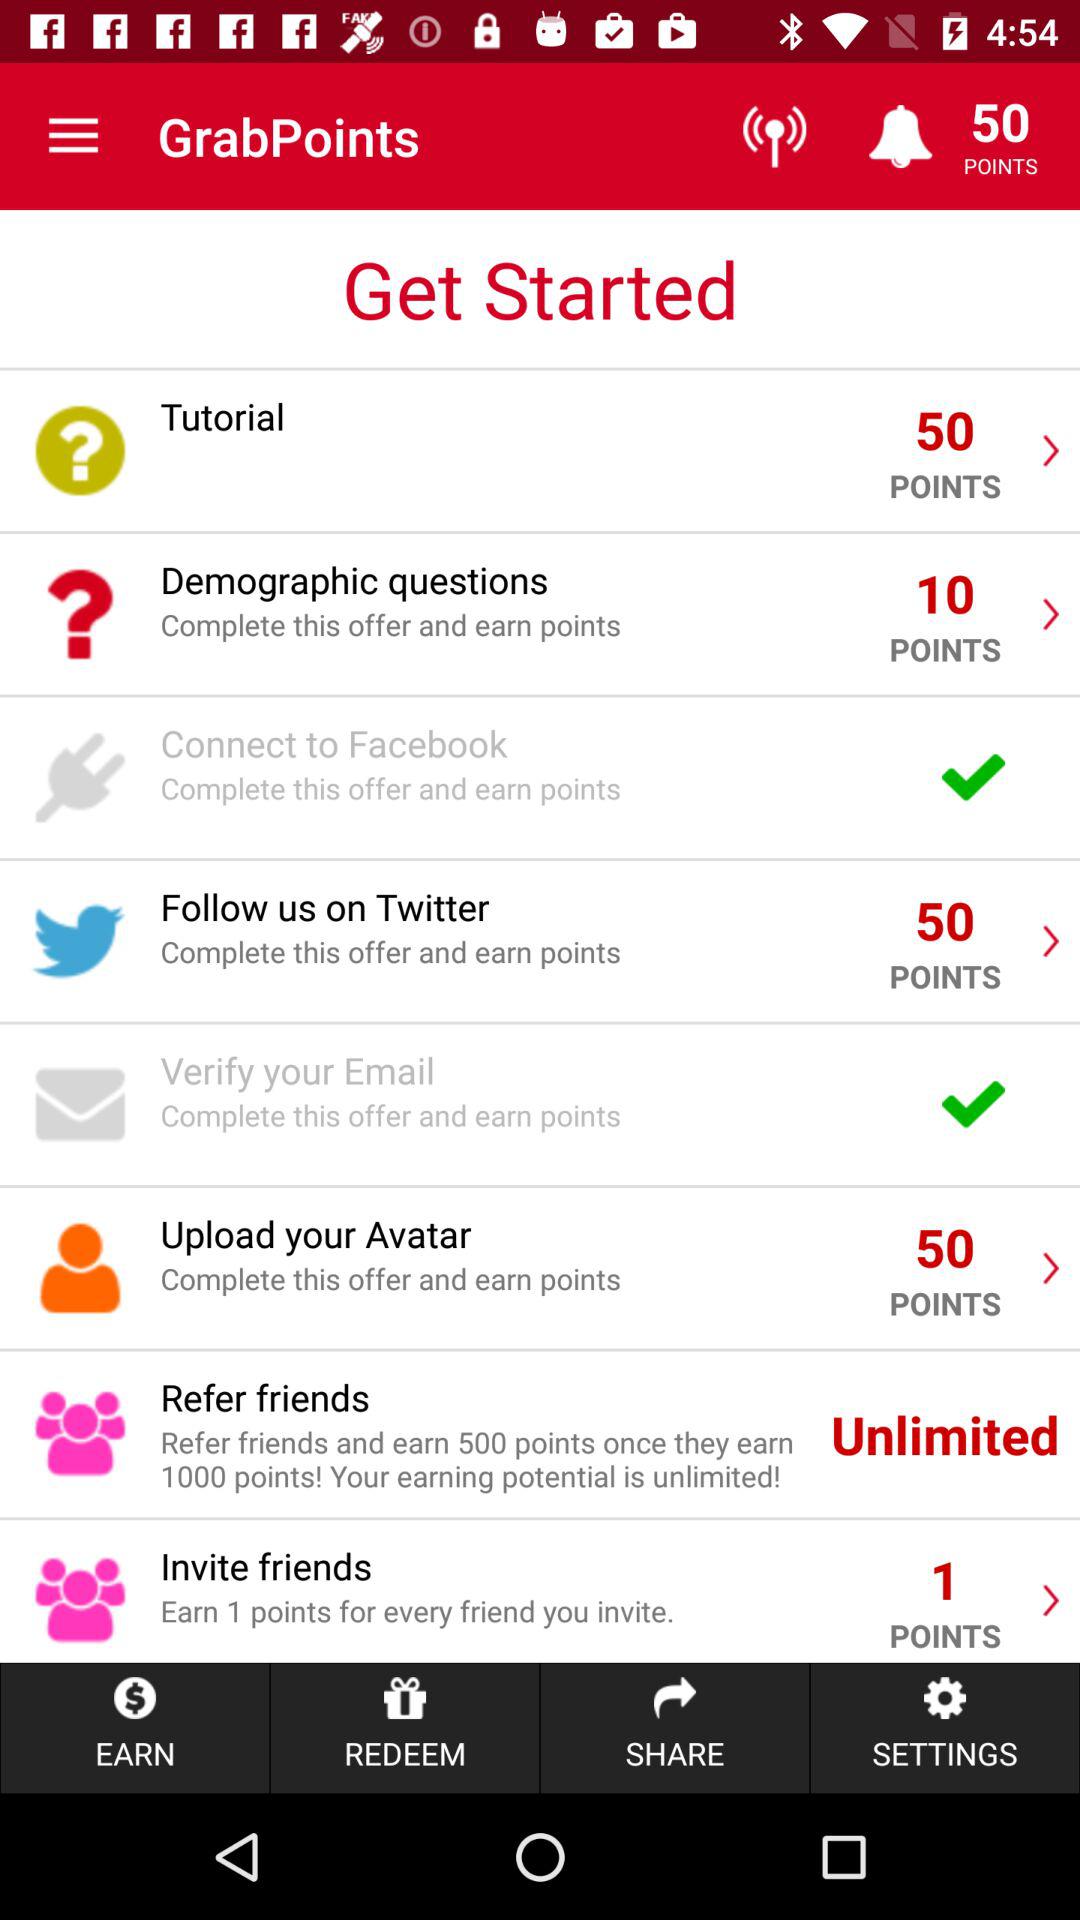 FAKE
4:54
GrabPoints
50
POINTS
Get Started
Tutorial
50
POINTS
Demographic questions
Complete this offer and earn points
10
POINTS
Connect to Facebook
Complete this offer and earn points
Follow us on Twitter
Complete this offer and earn points
50
POINTS
Verify your Email
Complete this offer and earn points
Upload your Avatar
Complete this offer and earn points
50
POINTS
Refer friends
Refer friends and earn 500 points once they earn
1000 points! Your earning potential is unlimited!
Unlimited
Invite friends
Earn 1 points for every friend you invite.
1
POINTS
EARN
REDEEM
SHARE
SETTINGS